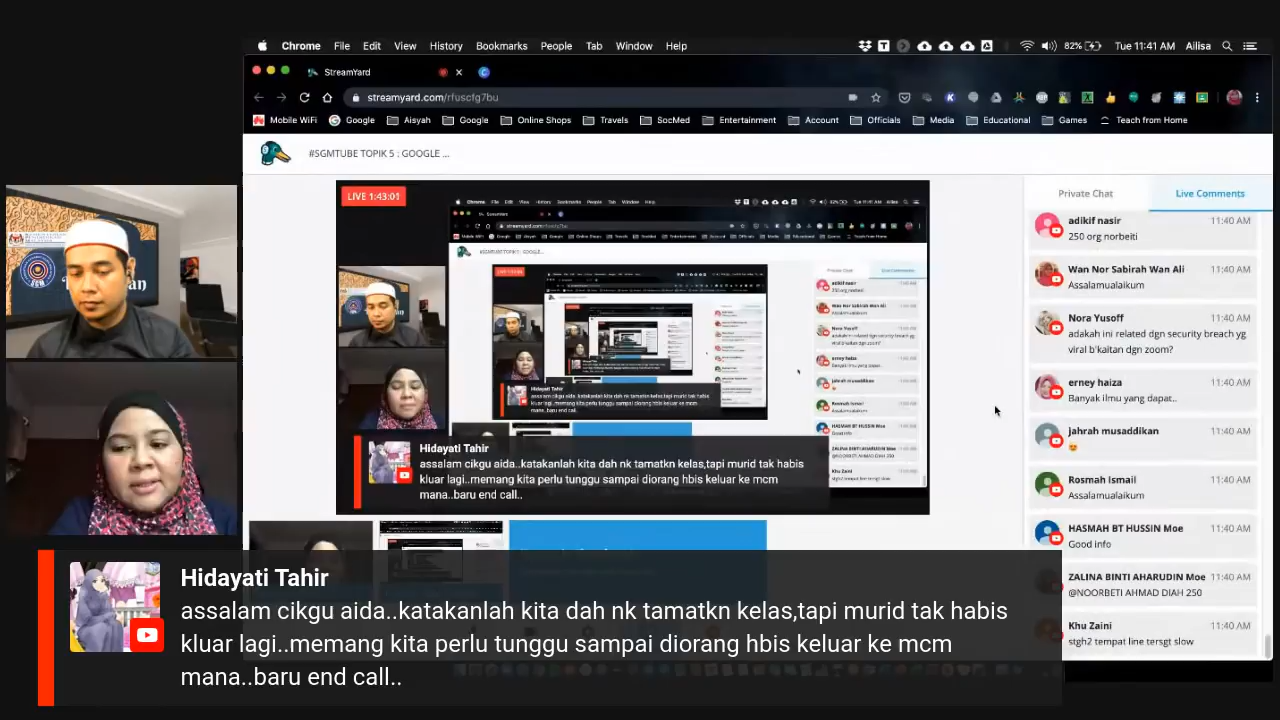 Chrome File Edit View History Bookmarks People Tab Window Help
82% Tue 11:41 AM Ailisa
StreamYard
streamyard.com/rfuscfg7bu
Mobile WiFi Google Aisyah Google Online Shops Travels SocMed Entertainment Account Officials Media Educational Games Teach from Home
#SGMTUBE TOPIK 5 : GOOGLE ...
Private Chat Live Comments
LIVE 1:43:01
adikif nasir 11:40 AM
250 org norbei!
Wan Nor Sabirah Wan Ali 11:40 AM
Assalamualaikum
Nora Yusoff 11:40 AM
adakah ini related dgn security breach yg
viral bjkaitan dgn zoom?
erney haiza 11:40 AM
Banyak ilmu yang dapat..
jahrah musaddikan 11:40 AM
Rosmah Ismail 11:40 AM
Assalamualaikum
HASMAH BT HUSSIN Moe 11:40 AM
Good info
ZALINA BINTI AHARUDIN Moe 11:40 AM
@NOORBETI AHMAD DIAH 250
Khu Zaini 11:40 AM
stgh2 tempat line tersgt slow
Hidayati Tahir
assalam cikgu aida..katakanlah kita dah nk tamatkn kelas,tapi murid tak habis
kluar lagi..memang kita perlu tunggu sampai diorang hbis keluar ke mcm
mana..baru end call..
Hidayati Tahir
assalam cikgu aida..katakanlah kita dah nk tamatkn kelas,tapi murid tak habis
kluar lagi..memang kita perlu tunggu sampai diorang hbis keluar ke mcm
mana..baru end call..